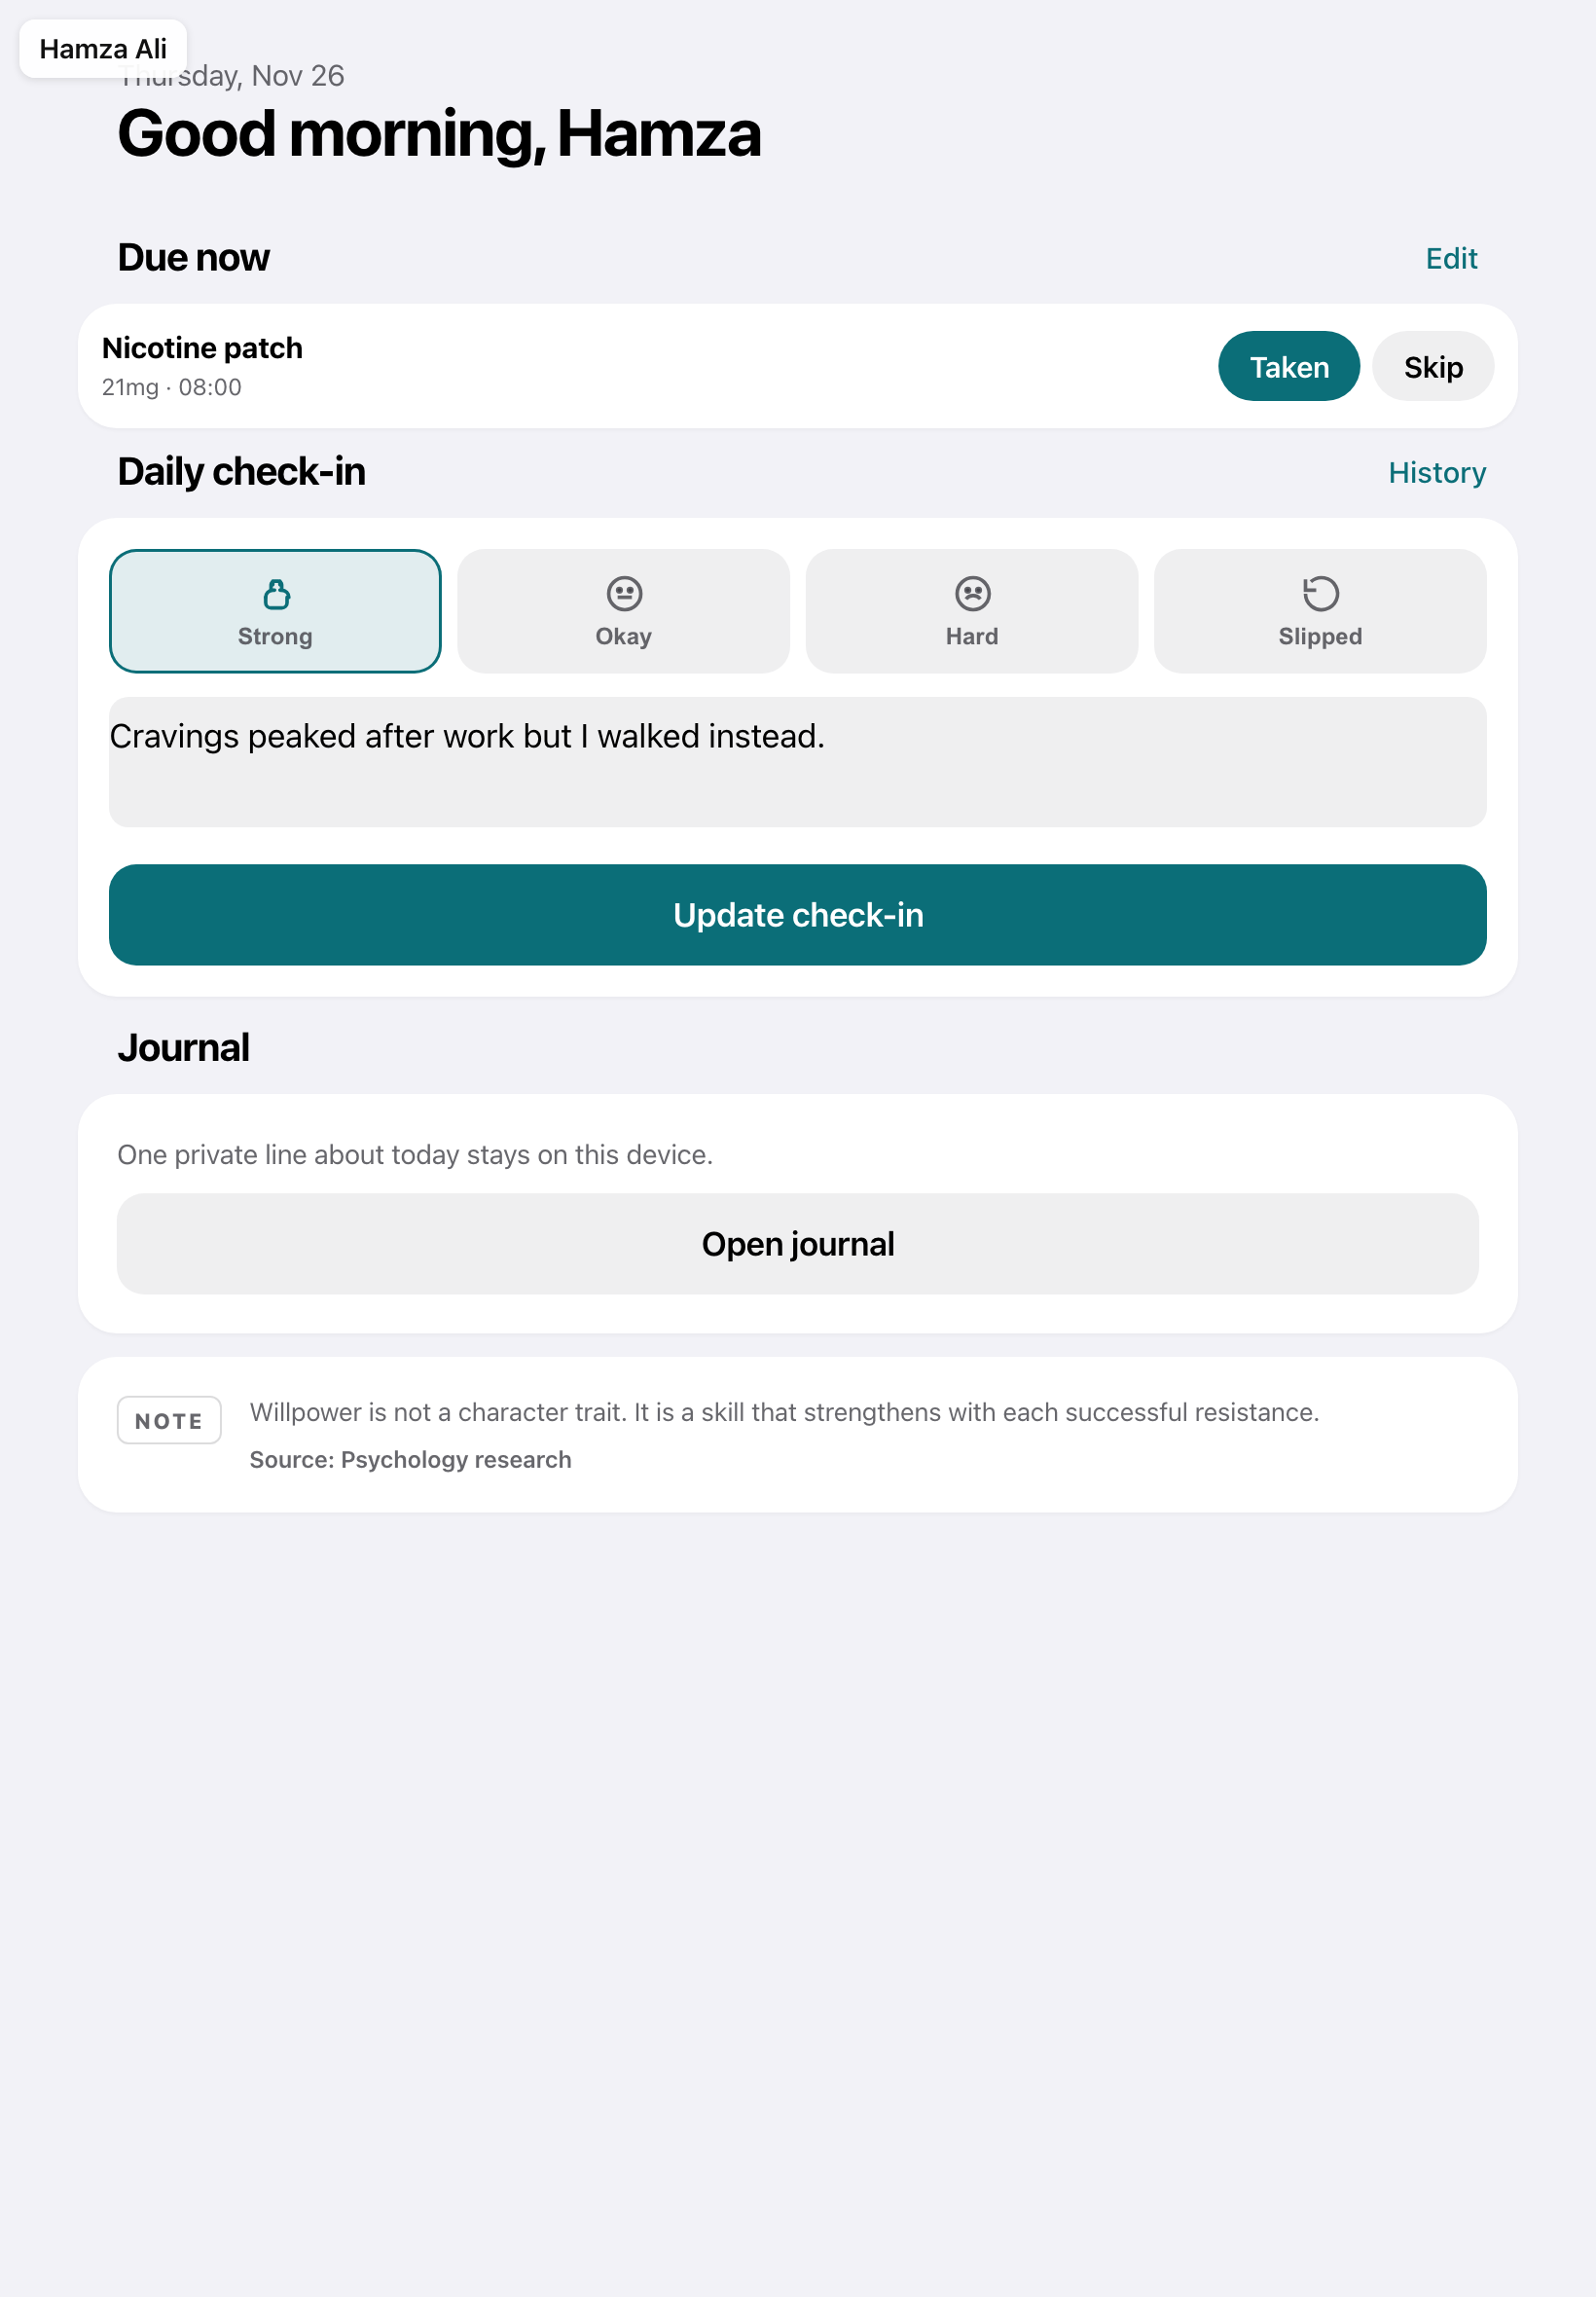 Hamza Ali
Thursday, Nov 26
Good morning, Hamza
Due now
Edit
Nicotine patch
21mg · 08:00
Taken
Skip
Daily check-in
History
Strong
Okay
Hard
Slipped
Cravings peaked after work but I walked instead.
Update check-in
Journal
One private line about today stays on this device.
Open journal
NOTE
Willpower is not a character trait. It is a skill that strengthens with each successful resistance.
Source: Psychology research